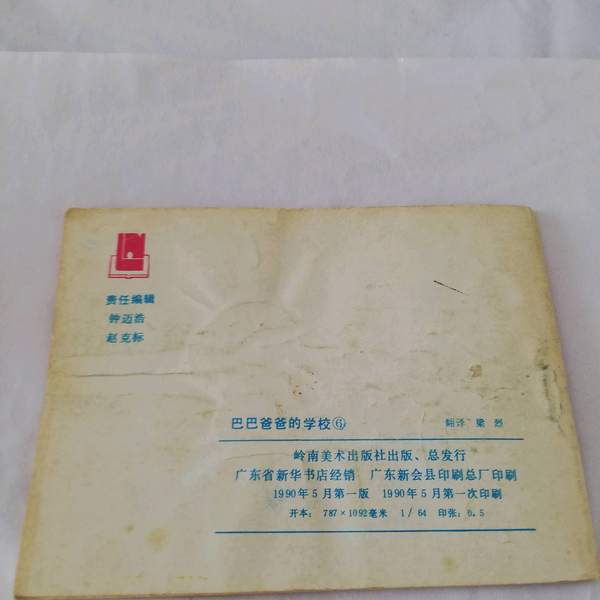 责任编辑
钟迈浩
赵克标
巴巴爸爸的学校⑥ 翻译 梁烈
岭南美术出版社出版、总发行
广东省新华书店经销 广东新会县印刷总厂印刷
1990年5月第一版 1990年5月第一次印刷
开本: 787×1092毫米 1/64 印张: 0.5